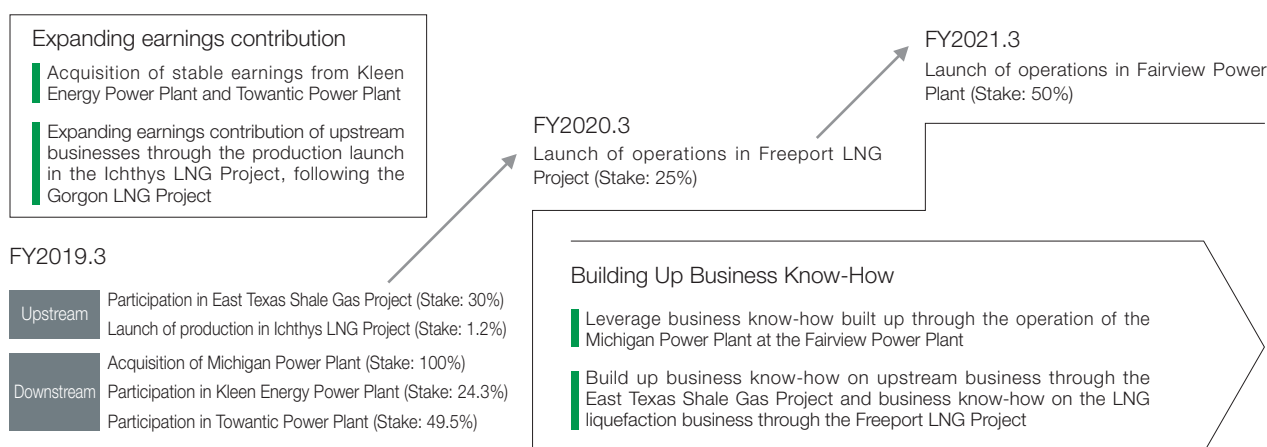 Expanding earnings contribution
Acquisition of stable earnings from Kleen
Energy Power Plant and Towantic Power Plant
Expanding earnings contribution of upstream
businesses through the production launch
in the Ichthys LNG Project, following the
Gorgon LNG Project
FY2019.3
Upstream
Participation in East Texas Shale Gas Project (Stake: 30%)
Launch of production in Ichthys LNG Project (Stake: 1.2%)
Downstream
Acquisition of Michigan Power Plant (Stake: 100%)
Participation in Kleen Energy Power Plant (Stake: 24.3%)
Participation in Towantic Power Plant (Stake: 49.5%)
FY2020.3
Launch of operations in Freeport LNG
Project (Stake: 25%)
FY2021.3
Launch of operations in Fairview Power
Plant (Stake: 50%)
Building Up Business Know-How
Leverage business know-how built up through the operation of the
Michigan Power Plant at the Fairview Power Plant
Build up business know-how on upstream business through the
East Texas Shale Gas Project and business know-how on the LNG
liquefaction business through the Freeport LNG Project